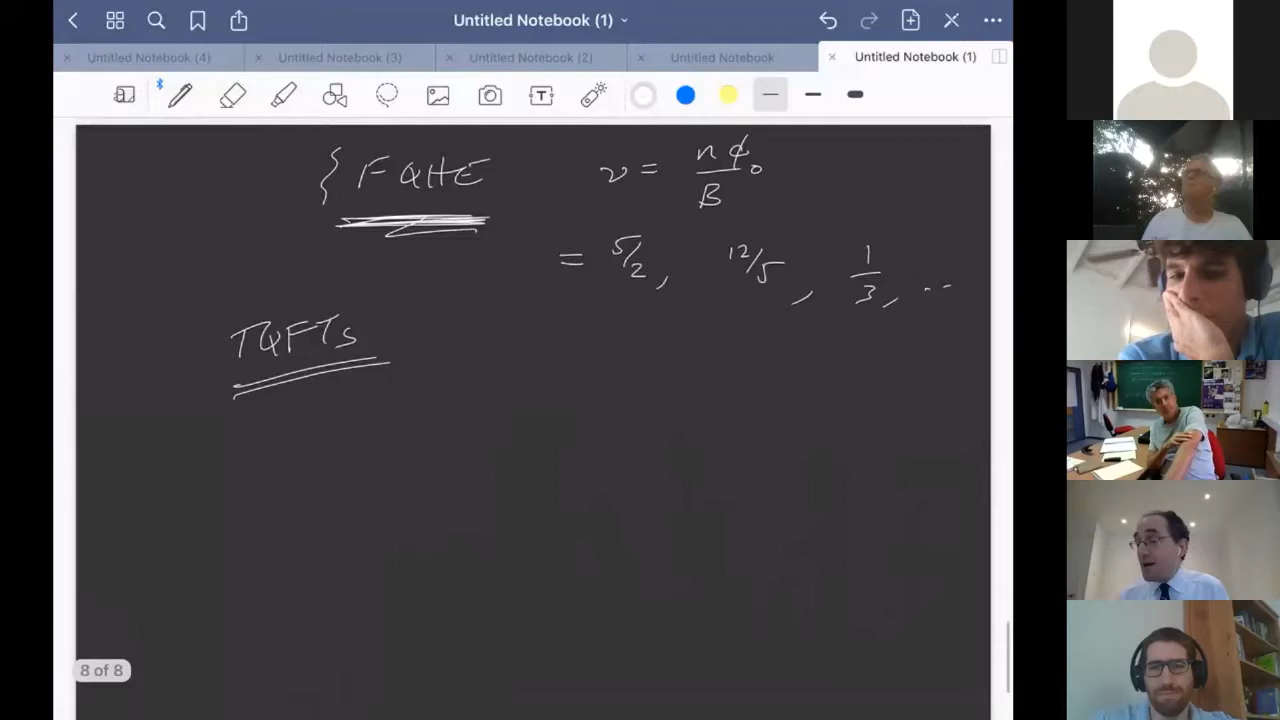 Untitled Notebook (1)
Untitled Notebook (4)
Untitled Notebook (3)
Untitled Notebook (2)
Untitled Notebook
Untitled Notebook (1)
{ FQHE ν = nϕ₀/B
= 5/2, 12/5, 1/3, ...
TQFTs
8 of 8